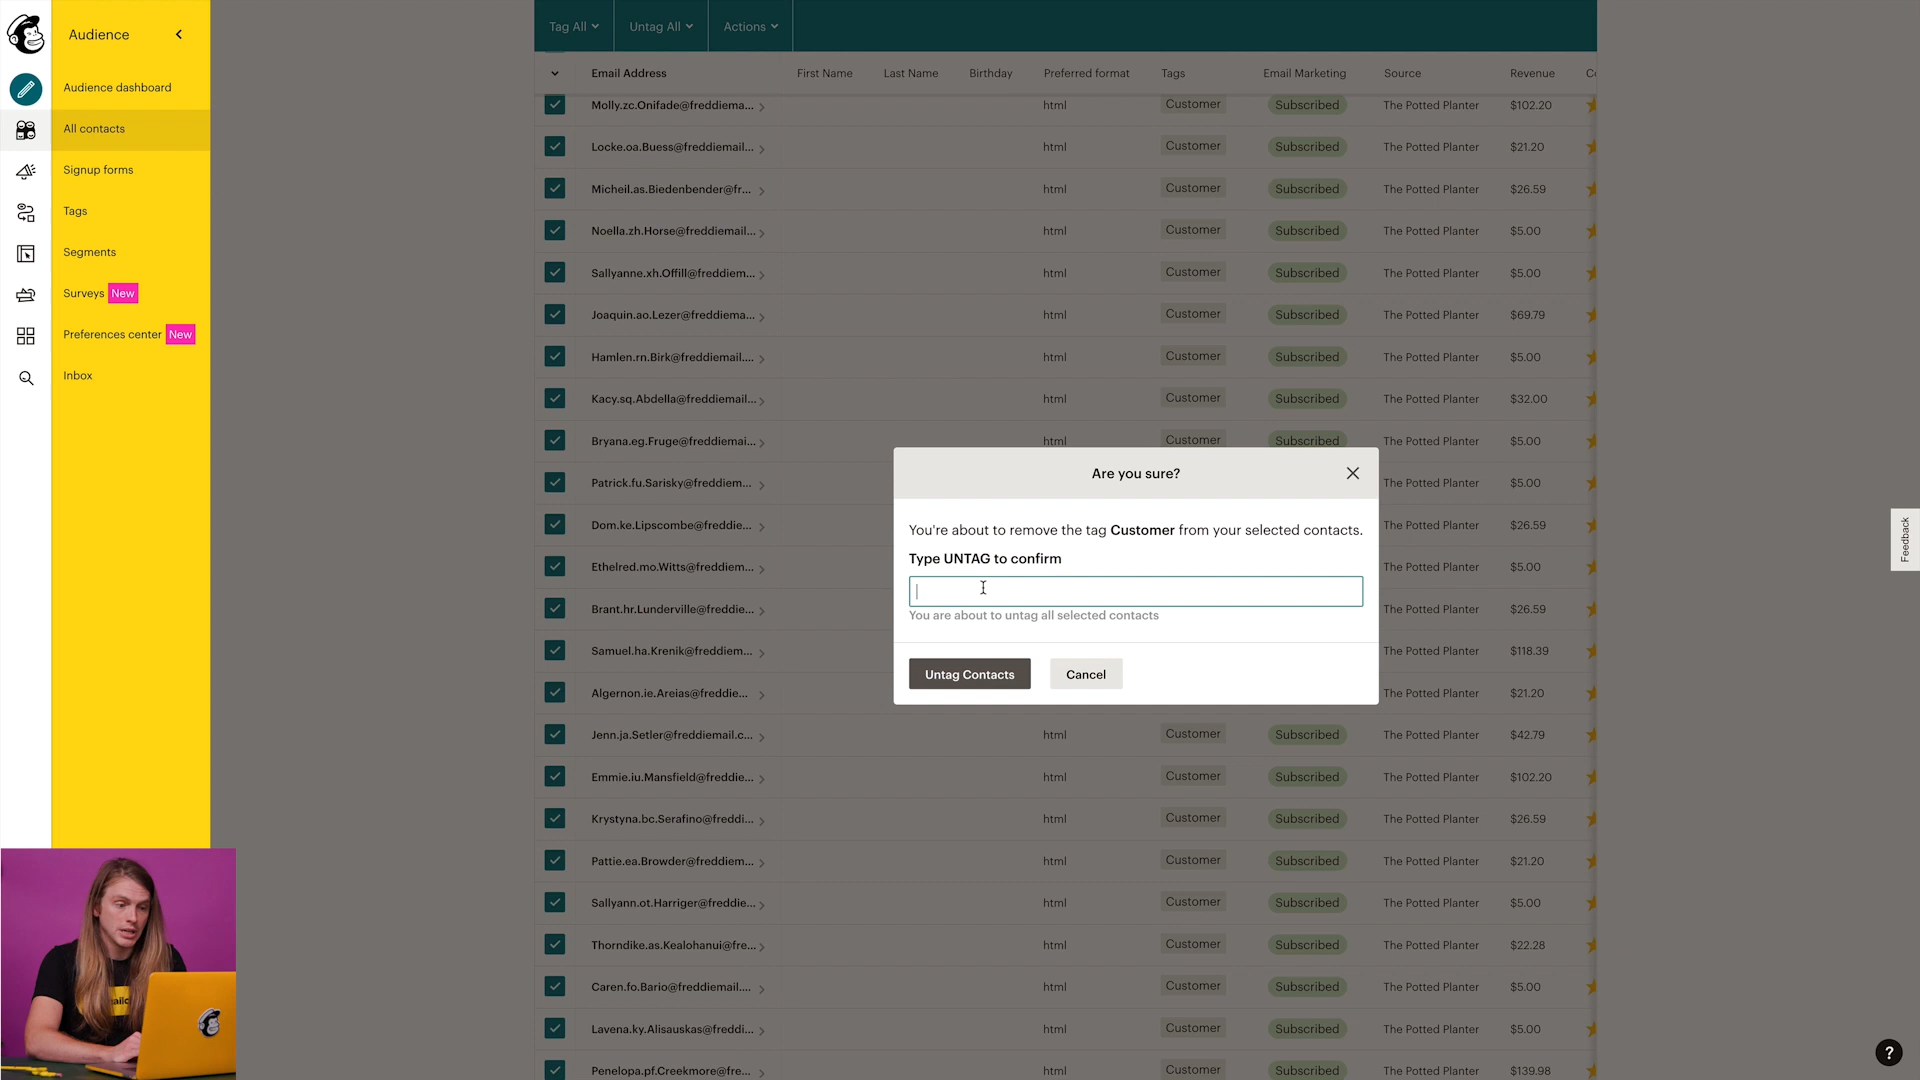 Audience
Audience dashboard
All contacts
Signup forms
Tags
Segments
Surveys New
Preferences center New
Inbox
Tag All Untag All Actions
Email Address First Name Last Name Birthday Preferred format Tags Email Marketing Source Revenue Co
Molly.zc.Onifade@freddiema... html Customer Subscribed The Potted Planter $102.20
Locke.oa.Buess@freddiemail... html Customer Subscribed The Potted Planter $21.20
Micheil.as.Biedenbender@fr... html Customer Subscribed The Potted Planter $26.59
Noella.zh.Horse@freddiemail... html Customer Subscribed The Potted Planter $5.00
Sallyanne.xh.Offill@freddiem... html Customer Subscribed The Potted Planter $5.00
Joaquin.ao.Lezer@freddiema... html Customer Subscribed The Potted Planter $69.79
Hamlen.rn.Birk@freddiemail.... html Customer Subscribed The Potted Planter $5.00
Kacy.sq.Abdella@freddiemail... html Customer Subscribed The Potted Planter $32.00
Bryana.eg.Fruge@freddiemai... html Customer Subscribed The Potted Planter $5.00
Patrick.fu.Sarisky@freddiem... The Potted Planter $5.00
Dom.ke.Lipscombe@freddie... The Potted Planter $26.59
Ethelred.mo.Witts@freddiem... The Potted Planter $5.00
Brant.hr.Lunderville@freddie... The Potted Planter $26.59
Samuel.ha.Krenik@freddiem... The Potted Planter $118.39
Algernon.ie.Areias@freddie... The Potted Planter $21.20
Jenn.ja.Setler@freddiemail.c... html Customer Subscribed The Potted Planter $42.79
Emmie.iu.Mansfield@freddie... html Customer Subscribed The Potted Planter $102.20
Krystyna.bc.Serafino@freddi... html Customer Subscribed The Potted Planter $26.59
Pattie.ea.Browder@freddiem... html Customer Subscribed The Potted Planter $21.20
Sallyann.ot.Harriger@freddie... html Customer Subscribed The Potted Planter $5.00
Thorndike.as.Kealohanui@fre... html Customer Subscribed The Potted Planter $22.28
Caren.fo.Bario@freddiemail.... html Customer Subscribed The Potted Planter $5.00
Lavena.ky.Alisauskas@freddi... html Customer Subscribed The Potted Planter $5.00
Penelopa.pf.Creekmore@fre... html Customer Subscribed The Potted Planter $139.98
Are you sure?
You're about to remove the tag Customer from your selected contacts.
Type UNTAG to confirm
You are about to untag all selected contacts
Untag Contacts Cancel
Feedback
?